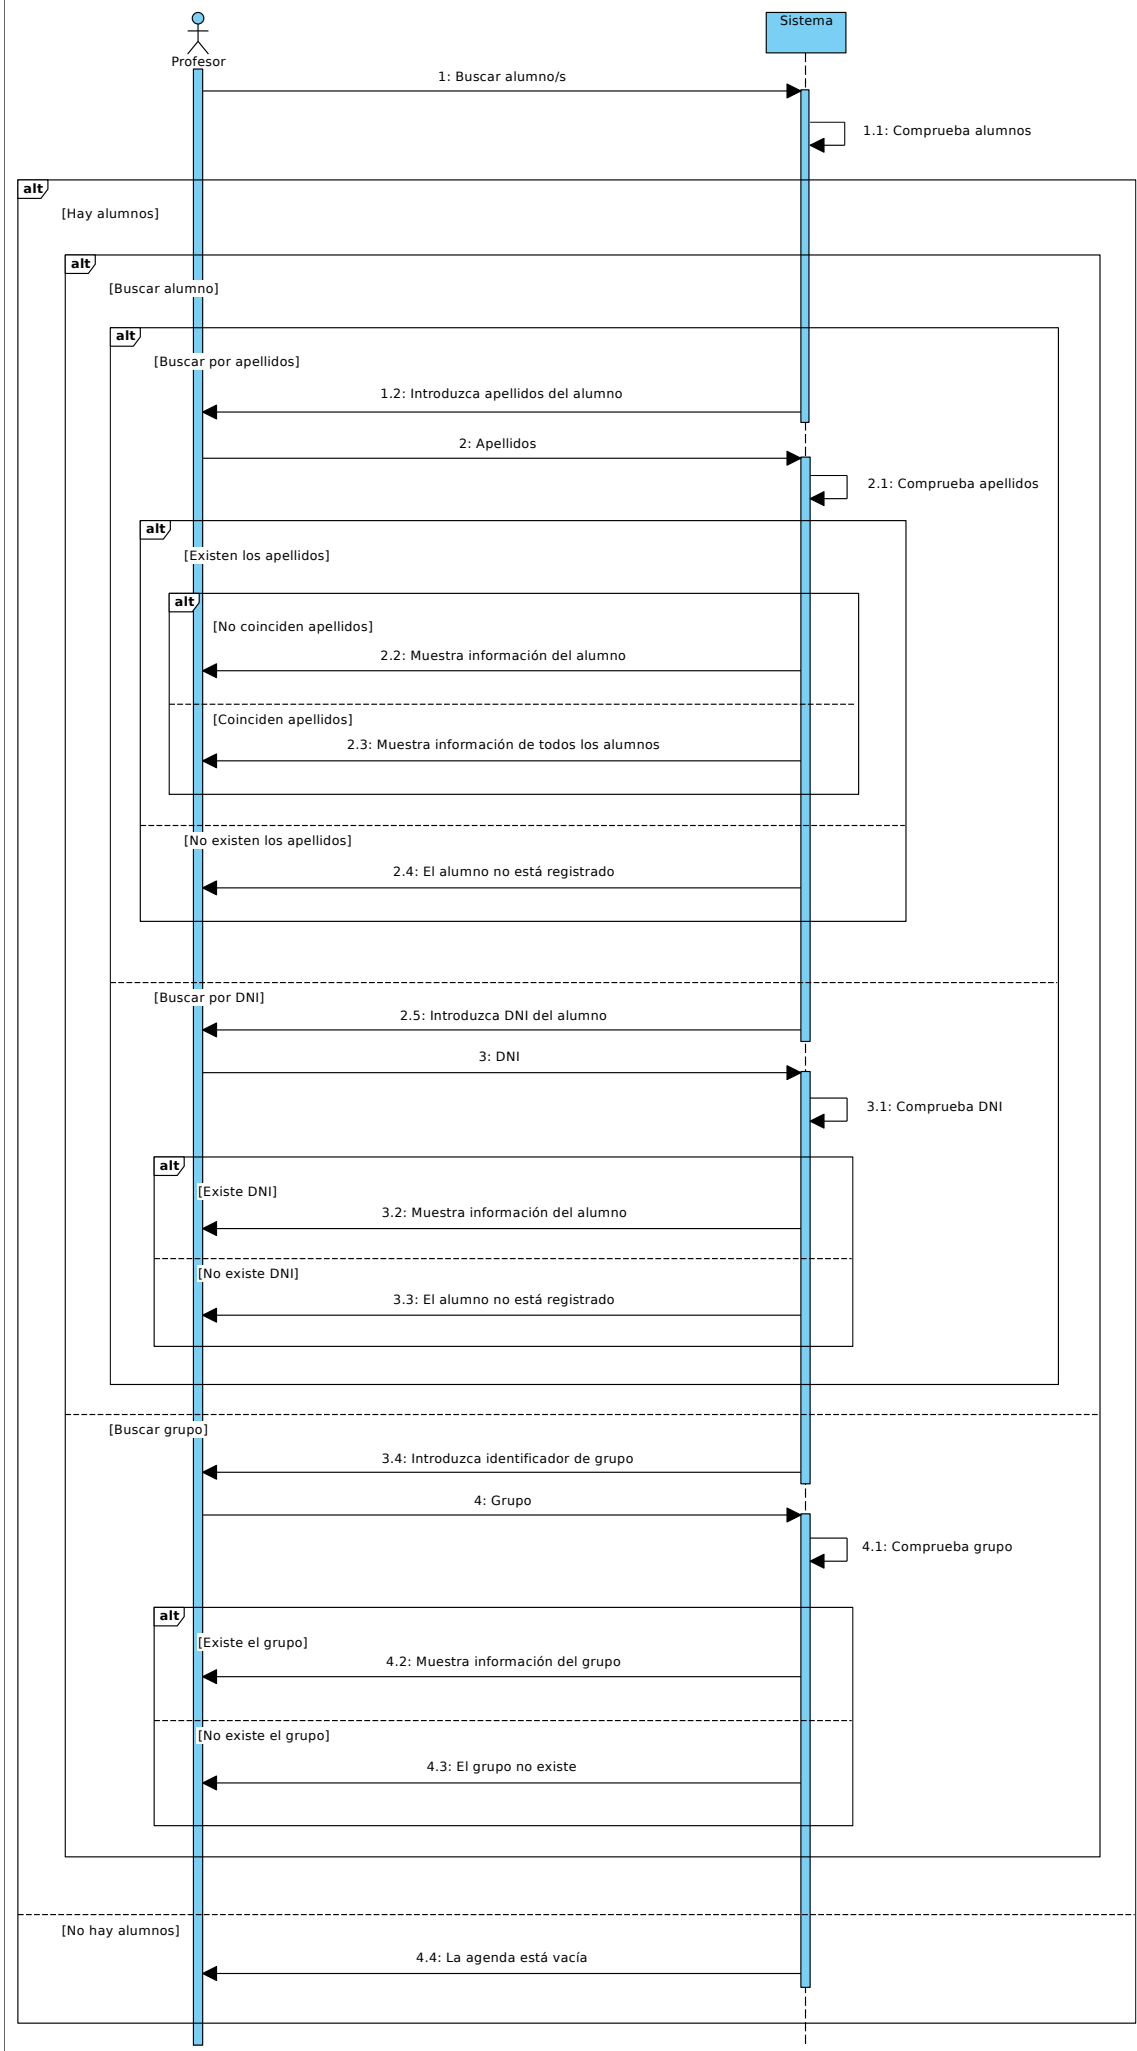 Sistema
Profesor
1: Buscar alumno/s
1.1: Comprueba alumnos
alt
[Hay alumnos]
alt
[Buscar alumno]
alt
[Buscar por apellidos]
1.2: Introduzca apellidos del alumno
2: Apellidos
2.1: Comprueba apellidos
alt
[Existen los apellidos]
alt
[No coinciden apellidos]
2.2: Muestra información del alumno
[Coinciden apellidos]
2.3: Muestra información de todos los alumnos
[No existen los apellidos]
2.4: El alumno no está registrado
[Buscar por DNI]
2.5: Introduzca DNI del alumno
3: DNI
3.1: Comprueba DNI
alt
[Existe DNI]
3.2: Muestra información del alumno
[No existe DNI]
3.3: El alumno no está registrado
[Buscar grupo]
3.4: Introduzca identificador de grupo
4: Grupo
4.1: Comprueba grupo
alt
[Existe el grupo]
4.2: Muestra información del grupo
[No existe el grupo]
4.3: El grupo no existe
[No hay alumnos]
4.4: La agenda está vacía